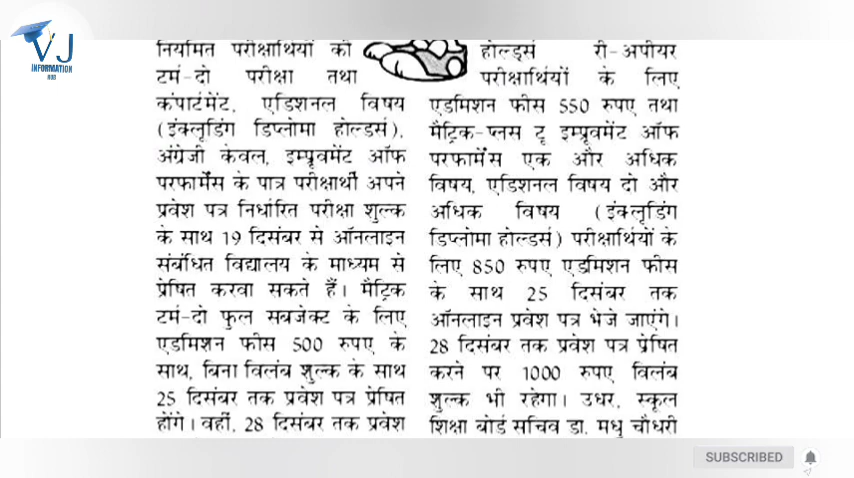 VJ
INFORMATION
HUB
नियमित परीक्षार्थियों की
टर्म-दो परीक्षा तथा
कंपार्टमेंट, एडिशनल विषय
(इंक्लूडिंग डिप्लोमा होल्डर्स),
अंग्रेजी केवल, इम्प्रूवमेंट ऑफ
परफार्मेंस के पात्र परीक्षार्थी अपने
प्रवेश पत्र निर्धारित परीक्षा शुल्क
के साथ 19 दिसंबर से ऑनलाइन
संबंधित विद्यालय के माध्यम से
प्रेषित करवा सकते हैं। मैट्रिक
टर्म-दो फुल सबजेक्ट के लिए
एडमिशन फीस 500 रुपए के
साथ, बिना विलंब शुल्क के साथ
25 दिसंबर तक प्रवेश पत्र प्रेषित
होंगे। वहीं, 28 दिसंबर तक प्रवेश
होल्ड्र्स री-अपीयर
परीक्षार्थियों के लिए
एडमिशन फीस 550 रुपए तथा
मैट्रिक-प्लस टू इम्प्रूवमेंट ऑफ
परफार्मेंस एक और अधिक
विषय, एडिशनल विषय दो और
अधिक विषय (इंक्लूडिंग
डिप्लोमा होल्डर्स) परीक्षार्थियों के
लिए 850 रुपए एडमिशन फीस
के साथ 25 दिसंबर तक
ऑनलाइन प्रवेश पत्र भेजे जाएंगे।
28 दिसंबर तक प्रवेश पत्र प्रेषित
करने पर 1000 रुपए विलंब
शुल्क भी रहेगा। उधर, स्कूल
शिक्षा बोर्ड सचिव डा. मधु चौधरी
SUBSCRIBED